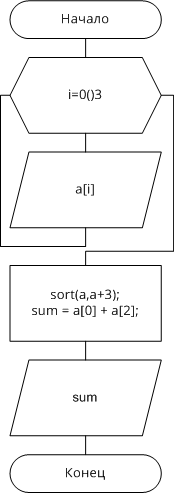 Начало
i=0()3
a[i]
sort(a,a+3);
sum = a[0] + a[2];
sum
Конец